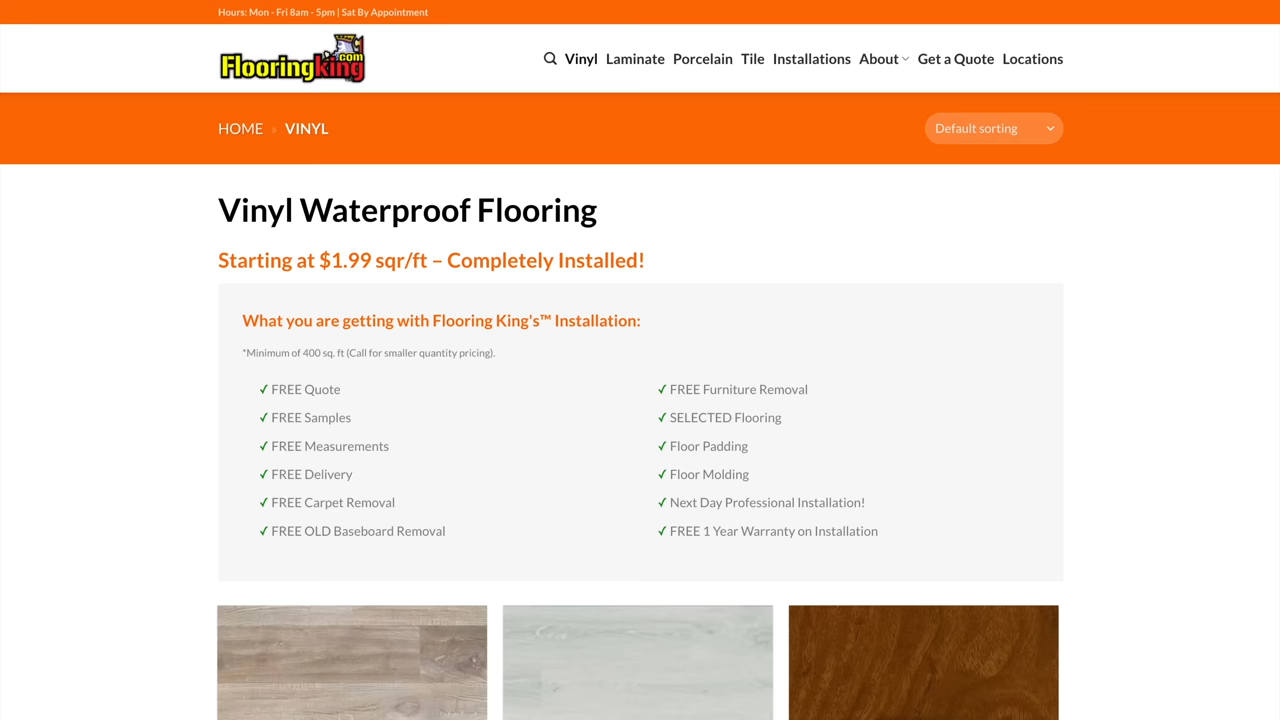 Hours: Mon - Fri 8am - 5pm | Sat By Appointment
FlooringKing
.com
Vinyl Laminate Porcelain Tile Installations About Get a Quote Locations
HOME » VINYL
Default sorting
Vinyl Waterproof Flooring
Starting at $1.99 sqr/ft – Completely Installed!
What you are getting with Flooring King's™ Installation:
*Minimum of 400 sq. ft (Call for smaller quantity pricing).
✓ FREE Quote
✓ FREE Samples
✓ FREE Measurements
✓ FREE Delivery
✓ FREE Carpet Removal
✓ FREE OLD Baseboard Removal
✓ FREE Furniture Removal
✓ SELECTED Flooring
✓ Floor Padding
✓ Floor Molding
✓ Next Day Professional Installation!
✓ FREE 1 Year Warranty on Installation